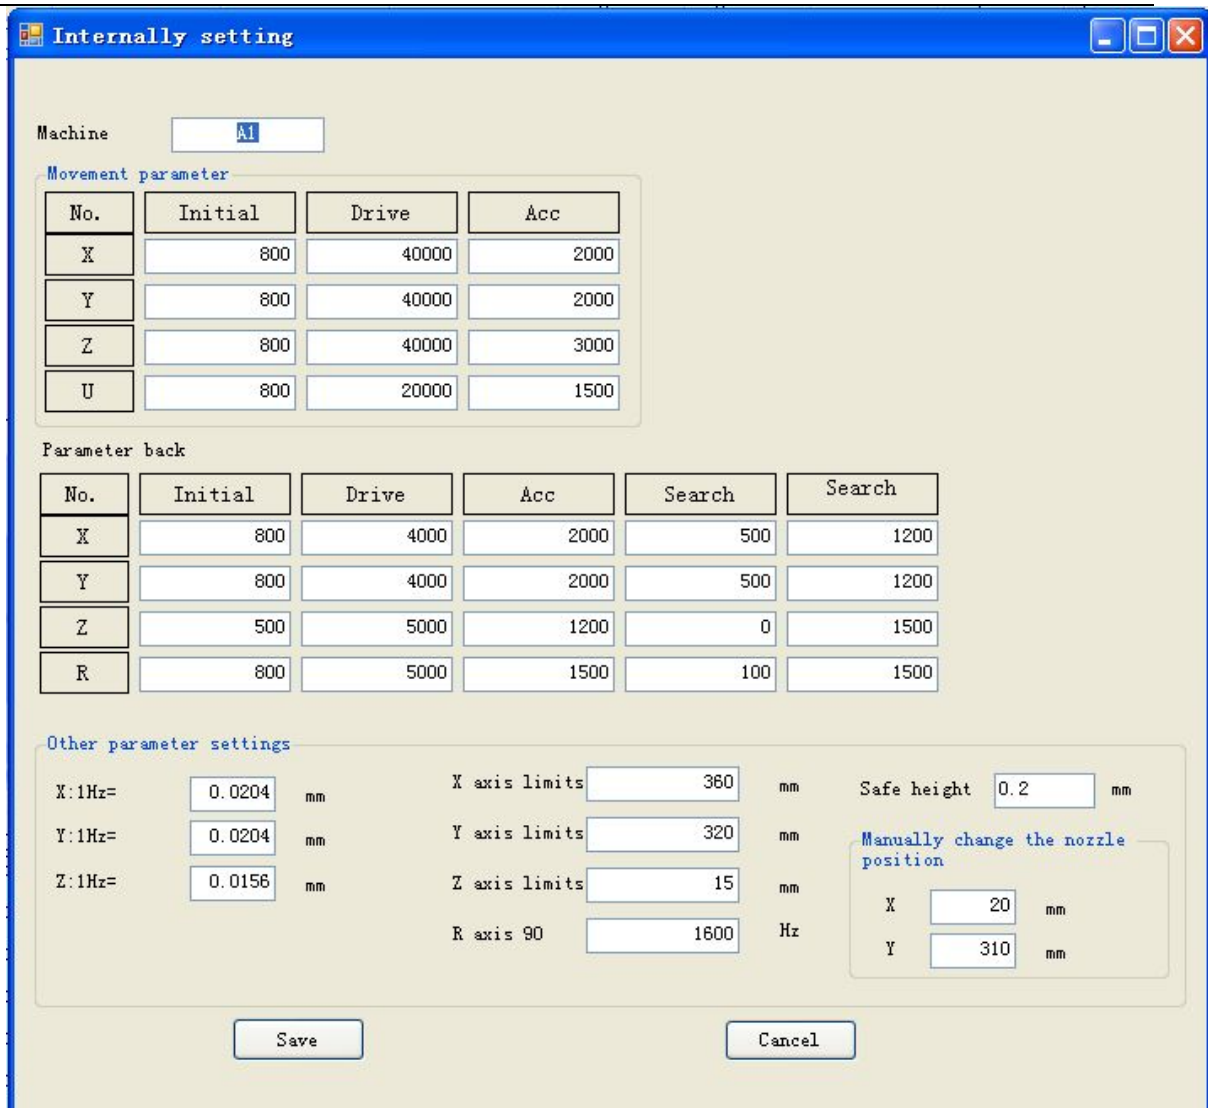 Internally setting
Machine A1
Movement parameter
No. Initial Drive Acc
X 800 40000 2000
Y 800 40000 2000
Z 800 40000 3000
U 800 20000 1500
Parameter back
No. Initial Drive Acc Search Search
X 800 4000 2000 500 1200
Y 800 4000 2000 500 1200
Z 500 5000 1200 0 1500
R 800 5000 1500 100 1500
Other parameter settings
X:1Hz= 0.0204 mm
Y:1Hz= 0.0204 mm
Z:1Hz= 0.0156 mm
X axis limits 360 mm
Y axis limits 320 mm
Z axis limits 15 mm
R axis 90 1600 Hz
Safe height 0.2 mm
Manually change the nozzle
position
X 20 mm
Y 310 mm
Save Cancel